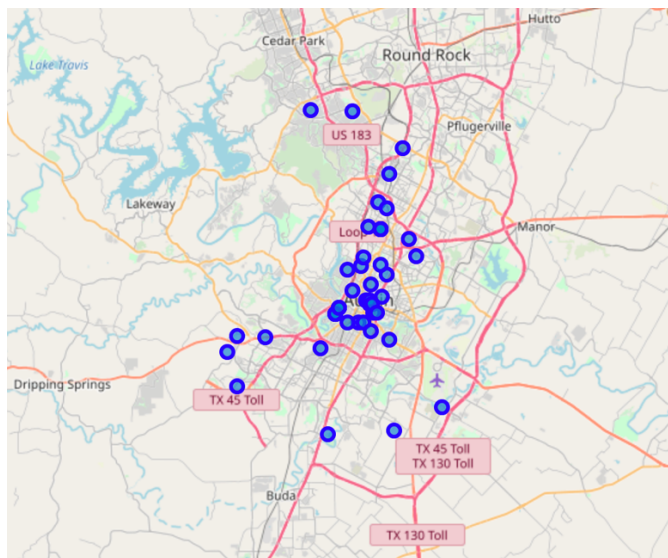 Hutto
Cedar Park
Round Rock
Lake Travis
US 183
Pflugerville
Lakeway
Manor
Loop
Dripping Springs
TX 45 Toll
TX 45 Toll
TX 130 Toll
Buda
TX 130 Toll